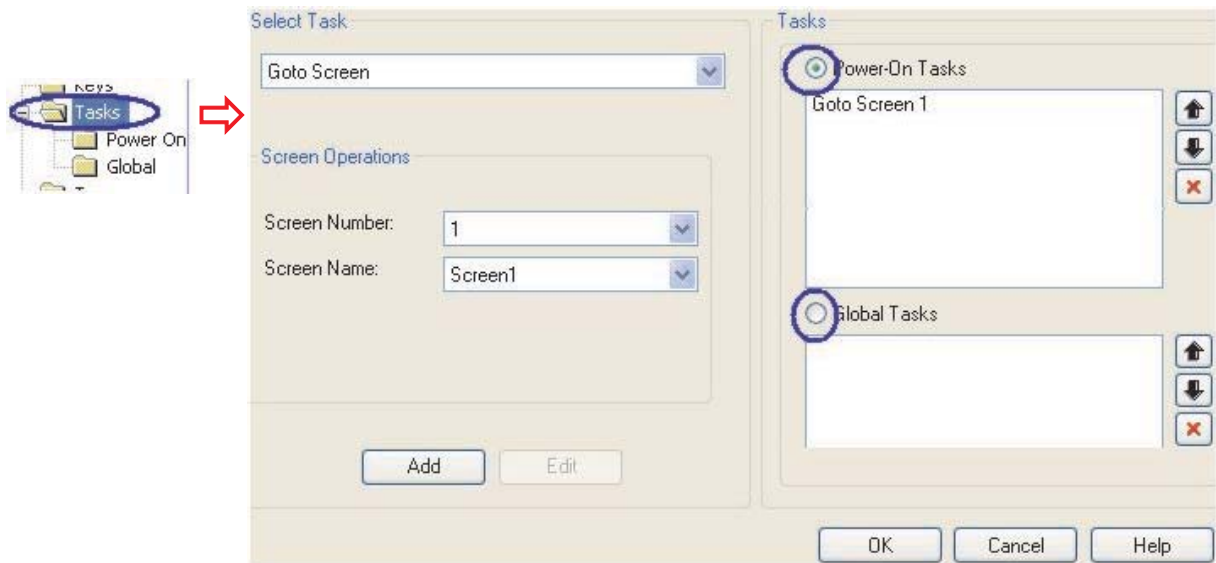 Keys
Tasks
Power On
Global
Select Task
Goto Screen
Screen Operations
Screen Number:
1
Screen Name:
Screen1
Add
Edit
Tasks
Power-On Tasks
Goto Screen 1
Global Tasks
OK
Cancel
Help